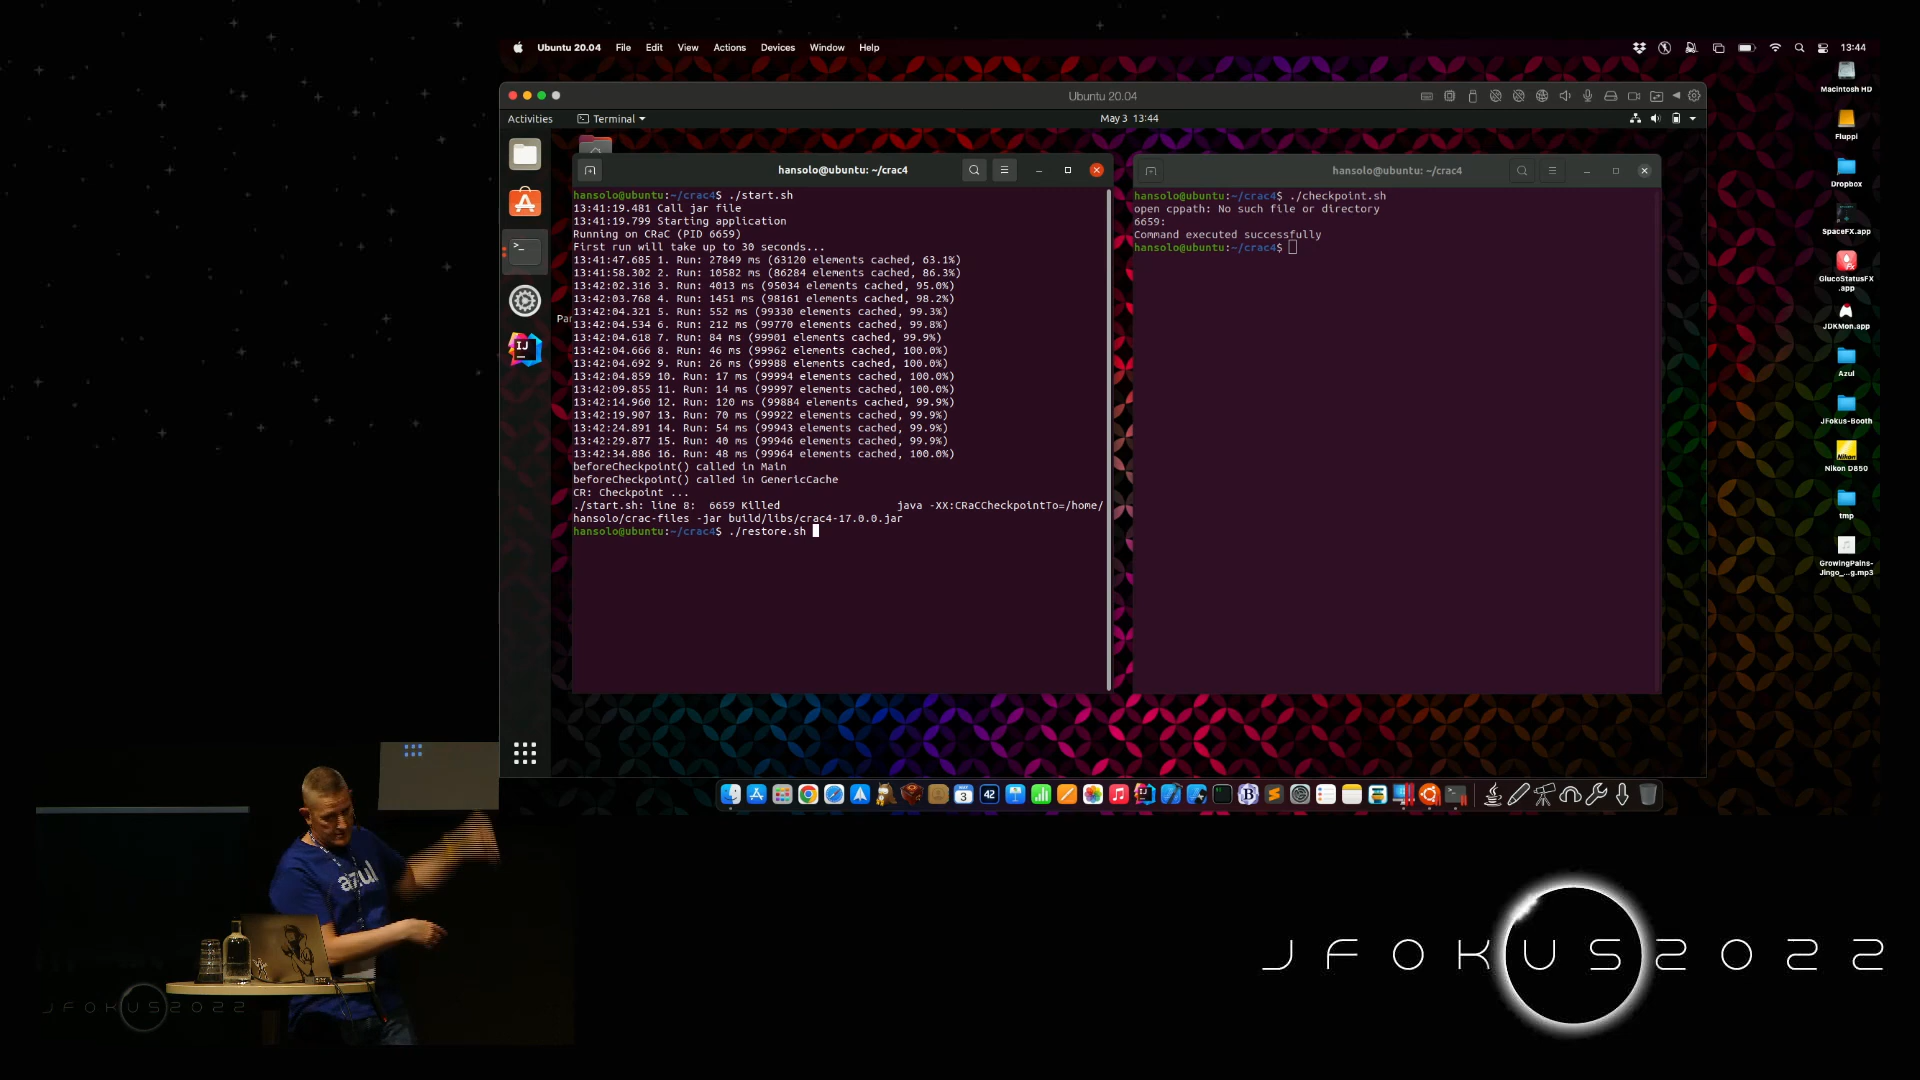 Ubuntu 20.04 File Edit View Actions Devices Window Help 13:44
Ubuntu 20.04
Activities Terminal May 3 13:44
hansolo@ubuntu: ~/crac4
hansolo@ubuntu:~/crac4$ ./start.sh
13:41:19.481 Call jar file
13:41:19.799 Starting application
Running on CRaC (PID 6659)
First run will take up to 30 seconds...
13:41:47.685 1. Run: 27849 ms (63120 elements cached, 63.1%)
13:41:58.302 2. Run: 10582 ms (86284 elements cached, 86.3%)
13:42:02.316 3. Run: 4013 ms (95034 elements cached, 95.0%)
13:42:03.768 4. Run: 1451 ms (98161 elements cached, 98.2%)
13:42:04.321 5. Run: 552 ms (99330 elements cached, 99.3%)
13:42:04.534 6. Run: 212 ms (99770 elements cached, 99.8%)
13:42:04.618 7. Run: 84 ms (99901 elements cached, 99.9%)
13:42:04.666 8. Run: 46 ms (99962 elements cached, 100.0%)
13:42:04.692 9. Run: 26 ms (99988 elements cached, 100.0%)
13:42:04.859 10. Run: 17 ms (99994 elements cached, 100.0%)
13:42:09.855 11. Run: 14 ms (99997 elements cached, 100.0%)
13:42:14.960 12. Run: 120 ms (99884 elements cached, 99.9%)
13:42:19.907 13. Run: 70 ms (99922 elements cached, 99.9%)
13:42:24.891 14. Run: 54 ms (99943 elements cached, 99.9%)
13:42:29.877 15. Run: 40 ms (99946 elements cached, 99.9%)
13:42:34.886 16. Run: 48 ms (99964 elements cached, 100.0%)
beforeCheckpoint() called in Main
beforeCheckpoint() called in GenericCache
CR: Checkpoint ...
./start.sh: line 8: 6659 Killed java -XX:CRaCCheckpointTo=/home/
hansolo/crac-files -jar build/libs/crac4-17.0.0.jar
hansolo@ubuntu:~/crac4$ ./restore.sh
Par
hansolo@ubuntu: ~/crac4
hansolo@ubuntu:~/crac4$ ./checkpoint.sh
open cppath: No such file or directory
6659:
Command executed successfully
hansolo@ubuntu:~/crac4$
Macintosh HD
Fluppi
Dropbox
SpaceFX.app
GlucoStatusFX
.app
JDKMon.app
Azul
JFokus-Booth
Nikon
Nikon D850
tmp
GrowingPains-
Jingo_...g.mp3
IJ
3
42
B
azul
JFOKUS2022
JFOKUS2022